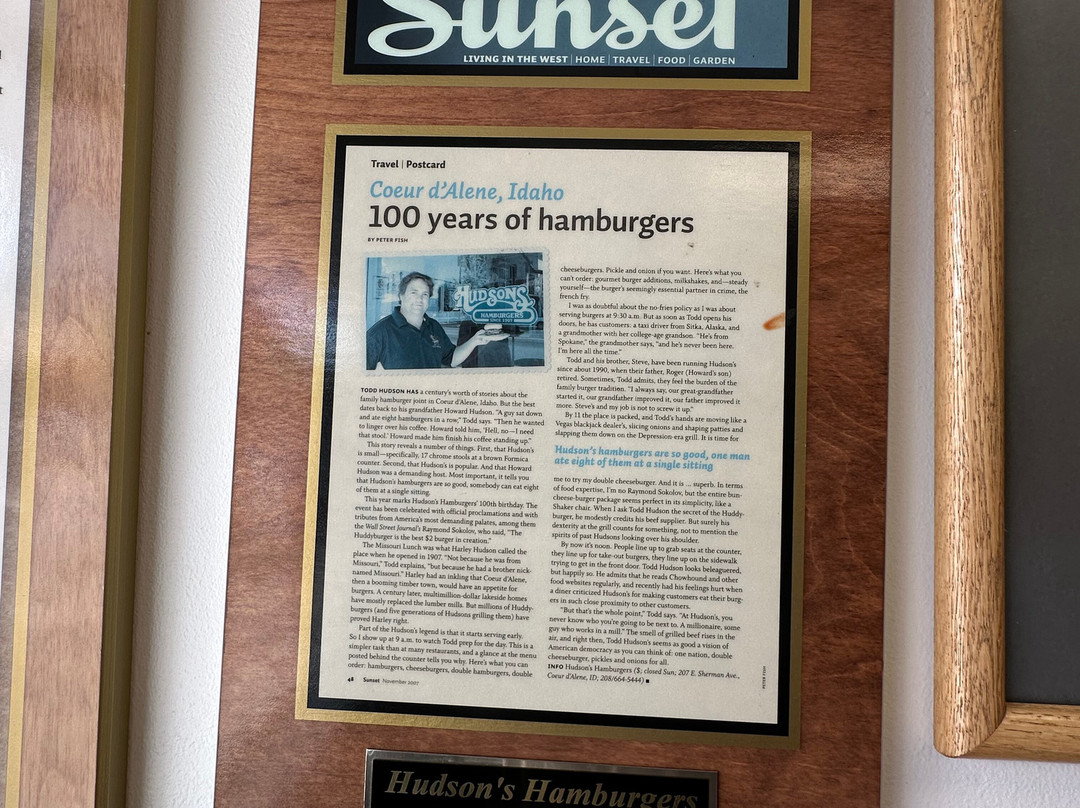 Sunset
LIVING IN THE WEST | HOME | TRAVEL | FOOD | GARDEN
Travel | Postcard
Coeur d'Alene, Idaho
100 years of hamburgers
BY PETER FISH
HUDSON'S
HAMBURGERS
SINCE 1907
TODD HUDSON HAS a century's worth of stories about the
family hamburger joint in Coeur d'Alene, Idaho. But the best
dates back to his grandfather Howard Hudson. "A guy sat down
and ate eight hamburgers in a row," Todd says. "Then he wanted
to linger over his coffee. Howard told him, 'Hell, no—I need
that stool.' Howard made him finish his coffee standing up."
This story reveals a number of things. First, that Hudson's
is small—specifically, 17 chrome stools at a brown Formica
counter. Second, that Hudson's is popular. And that Howard
Hudson was a demanding host. Most important, it tells you
that Hudson's hamburgers are so good, somebody can eat eight
of them at a single sitting.
This year marks Hudson's Hamburgers' 100th birthday. The
event has been celebrated with official proclamations and with
tributes from America's most demanding palates, among them
the Wall Street Journal's Raymond Sokolov, who said, "The
Huddyburger is the best $2 burger in creation."
The Missouri Lunch was what Harley Hudson called the
place when he opened in 1907. "Not because he was from
Missouri," Todd explains, "but because he had a brother nick-
named Missouri." Harley had an inkling that Coeur d'Alene,
then a booming timber town, would have an appetite for
burgers. A century later, multimillion-dollar lakeside homes
have mostly replaced the lumber mills. But millions of Huddy-
burgers (and five generations of Hudsons grilling them) have
proved Harley right.
Part of the Hudson's legend is that it starts serving early.
So I show up at 9 a.m. to watch Todd prep for the day. This is a
simpler task than at many restaurants, and a glance at the menu
posted behind the counter tells you why. Here's what you can
order: hamburgers, cheeseburgers, double hamburgers, double
cheeseburgers. Pickle and onion if you want. Here's what you
can't order: gourmet burger additions, milkshakes, and—steady
yourself—the burger's seemingly essential partner in crime, the
french fry.
I was as doubtful about the no-fries policy as I was about
serving burgers at 9:30 a.m. But as soon as Todd opens his
doors, he has customers: a taxi driver from Sitka, Alaska, and
a grandmother with her college-age grandson. "He's from
Spokane," the grandmother says, "and he's never been here.
I'm here all the time."
Todd and his brother, Steve, have been running Hudson's
since about 1990, when their father, Roger (Howard's son)
retired. Sometimes, Todd admits, they feel the burden of the
family burger tradition. "I always say, our great-grandfather
started it, our grandfather improved it, our father improved it
more. Steve's and my job is not to screw it up."
By 11 the place is packed, and Todd's hands are moving like a
Vegas blackjack dealer's, slicing onions and shaping patties and
slapping them down on the Depression-era grill. It is time for
Hudson's hamburgers are so good, one man
ate eight of them at a single sitting
me to try my double cheeseburger. And it is ... superb. In terms
of food expertise, I'm no Raymond Sokolov, but the entire bun-
cheese-burger package seems perfect in its simplicity, like a
Shaker chair. When I ask Todd Hudson the secret of the Huddy-
burger, he modestly credits his beef supplier. But surely his
dexterity at the grill counts for something, not to mention the
spirits of past Hudsons looking over his shoulder.
By now it's noon. People line up to grab seats at the counter,
they line up for take-out burgers, they line up on the sidewalk
trying to get in the front door. Todd Hudson looks beleaguered,
but happily so. He admits that he reads Chowhound and other
food websites regularly, and recently had his feelings hurt when
a diner criticized Hudson's for making customers eat their burg-
ers in such close proximity to other customers.
"But that's the whole point," Todd says. "At Hudson's, you
never know who you're going to be next to. A millionaire, some
guy who works in a mill." The smell of grilled beef rises in the
air, and right then, Todd Hudson's seems as good a vision of
American democracy as you can think of: one nation, double
cheeseburger, pickles and onions for all.
INFO Hudson's Hamburgers ($; closed Sun; 207 E. Sherman Ave.,
Coeur d'Alene, ID; 208/664-5444) ■
PETER FISH
48 Sunset November 2007
Hudson's Hamburgers